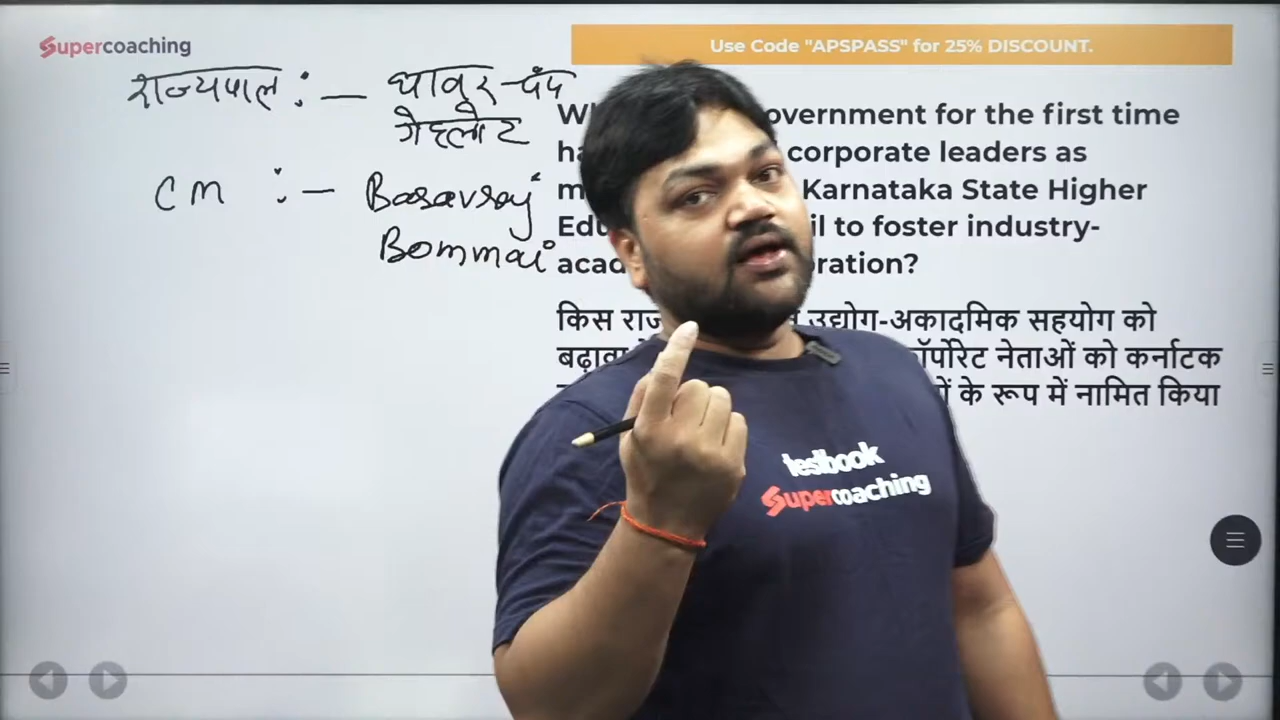 Supercoaching
Use Code "APSPASS" for 25% DISCOUNT.
राज्यपाल :- थावर चंद
गेहलोट
CM :- Basavraj
Bommai
overnment for the first time
corporate leaders as
Karnataka State Higher
il to foster industry-
oration?
किस उद्योग-अकादमिक सहयोग को
बढ़ावा कॉर्पोरेट नेताओं को कर्नाटक
के रूप में नामित किया
testbook
Supercoaching